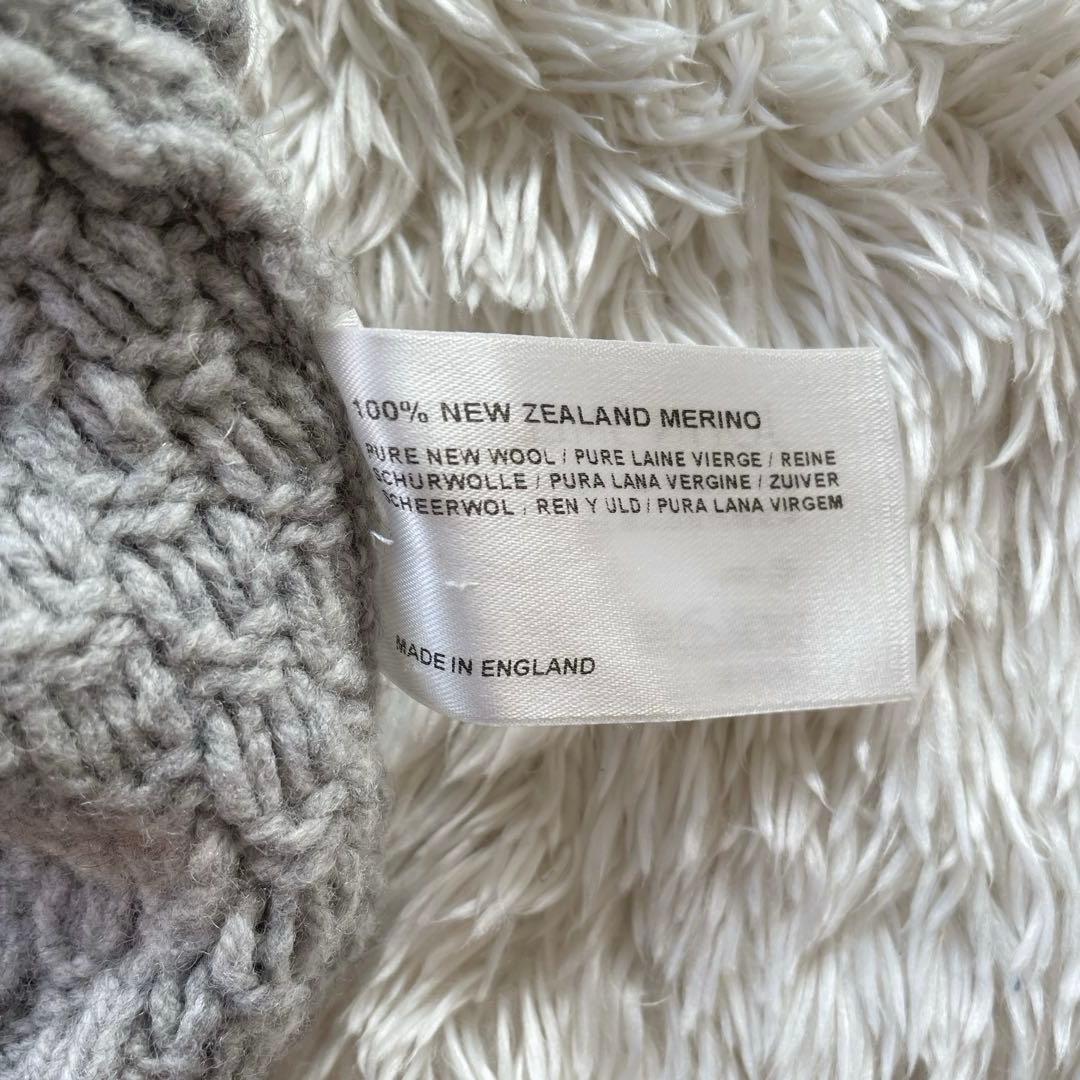 100% NEW ZEALAND MERINO
PURE NEW WOOL / PURE LAINE VIERGE / REINE
SCHURWOLLE / PURA LANA VERGINE / ZUIVER
SCHEERWOL / REN Y ULD / PURA LANA VIRGEM
MADE IN ENGLAND